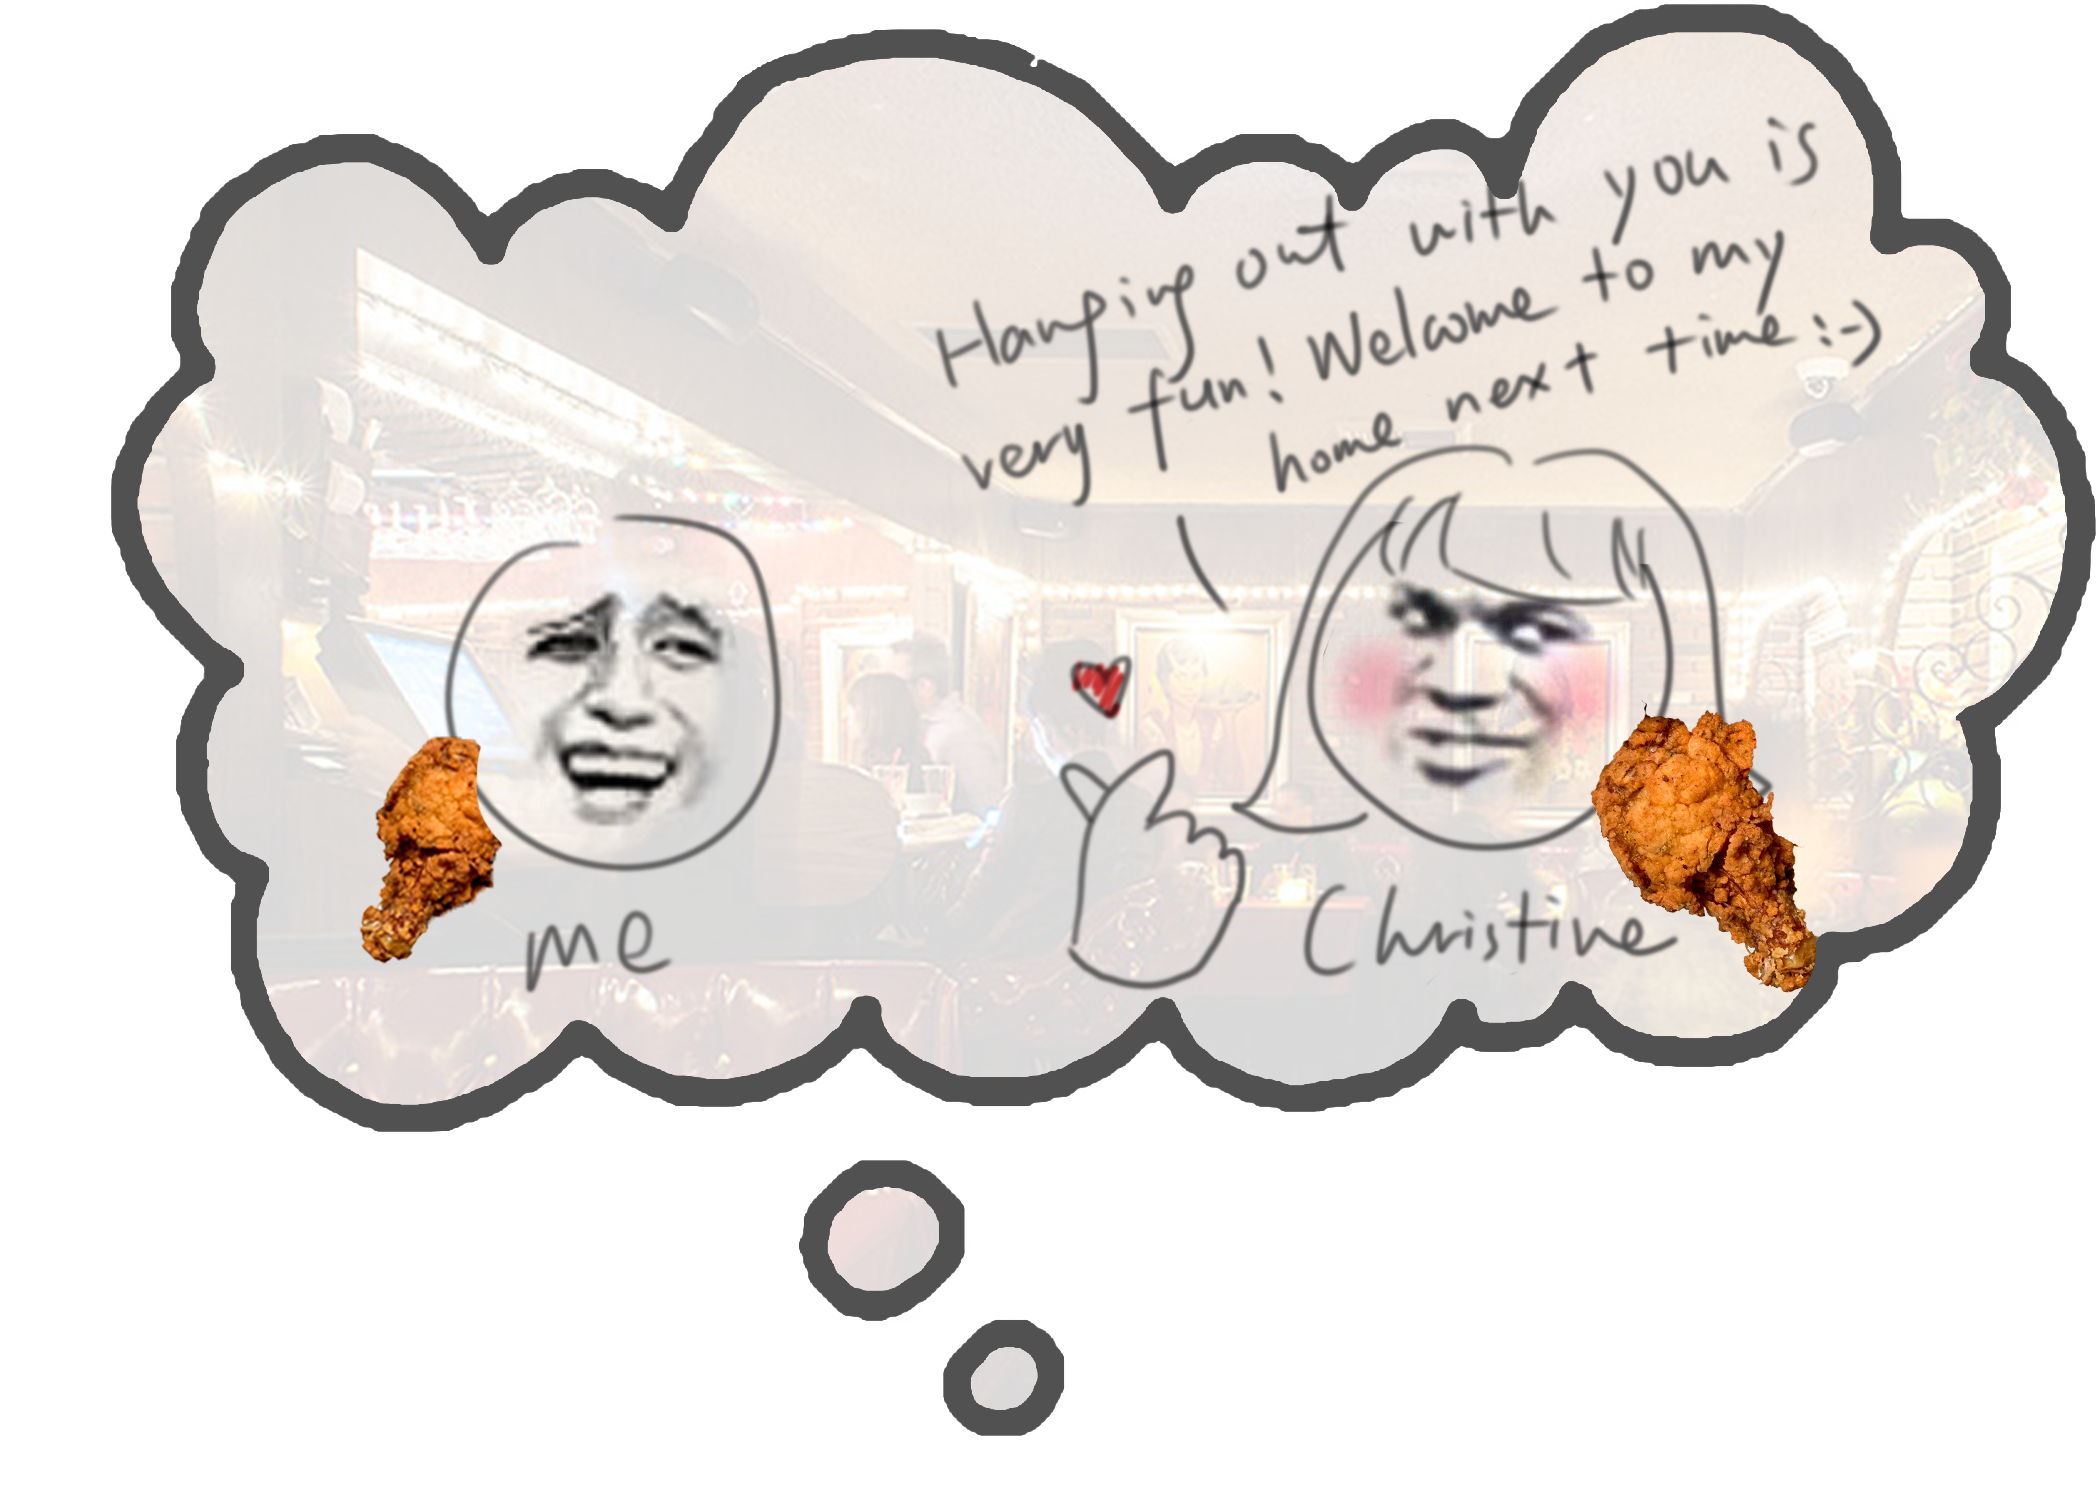 Hanging out with you is
very fun! Welcome to my
home next time :-)
me
Christine